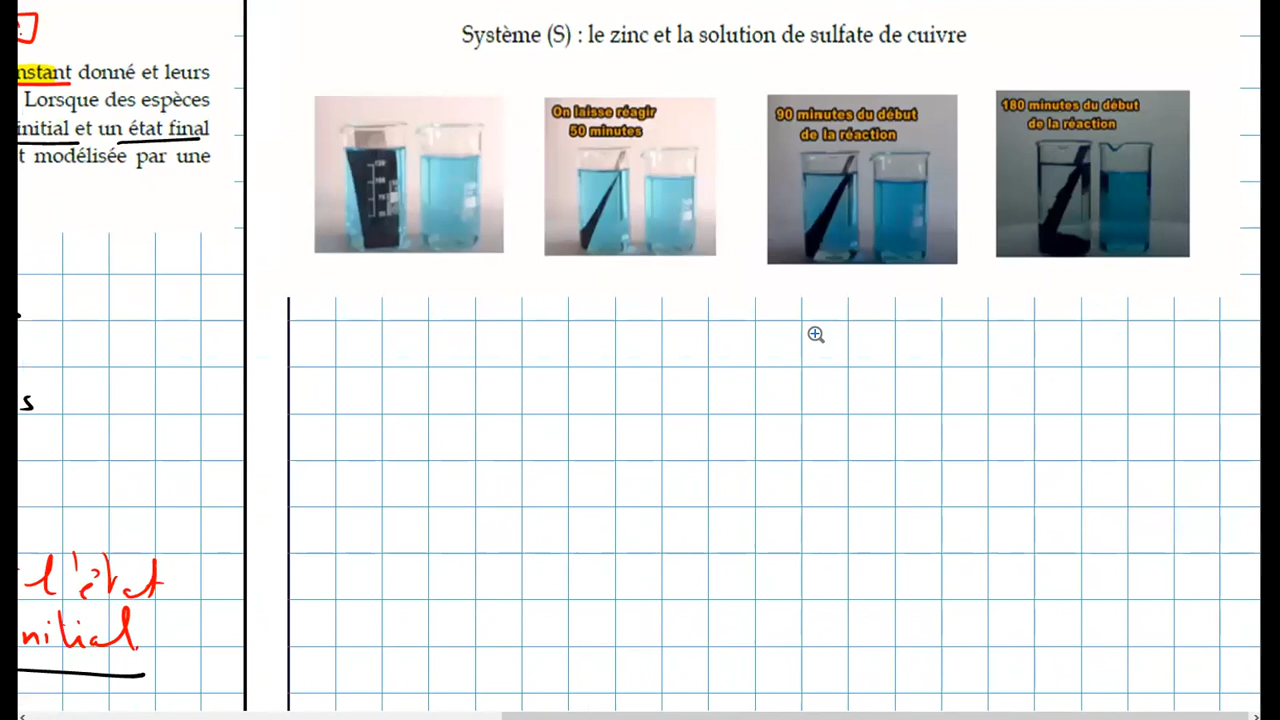 nstant donné et leurs
Lorsque des espèces
initial et un état final
t modélisée par une
s
l'état
nitial.
Système (S) : le zinc et la solution de sulfate de cuivre
On laisse réagir
50 minutes
90 minutes du début
de la réaction
180 minutes du début
de la réaction